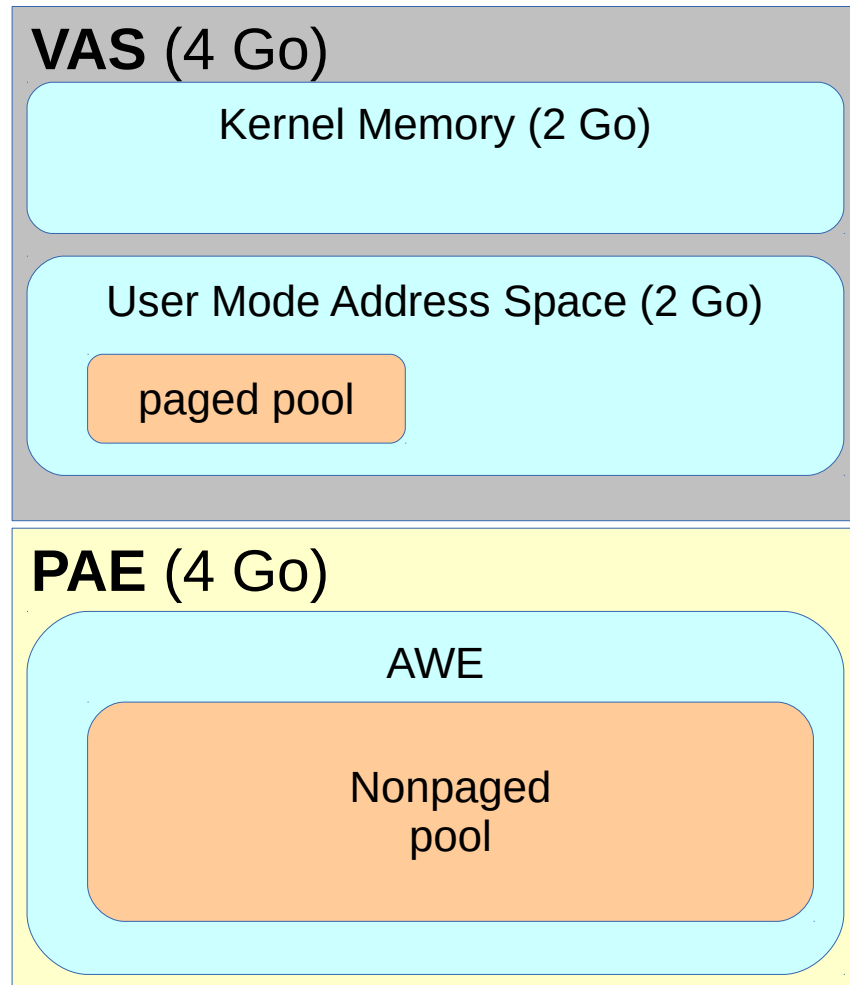 VAS (4 Go)
Kernel Memory (2 Go)
User Mode Address Space (2 Go)
paged pool
PAE (4 Go)
AWE
Nonpaged
pool